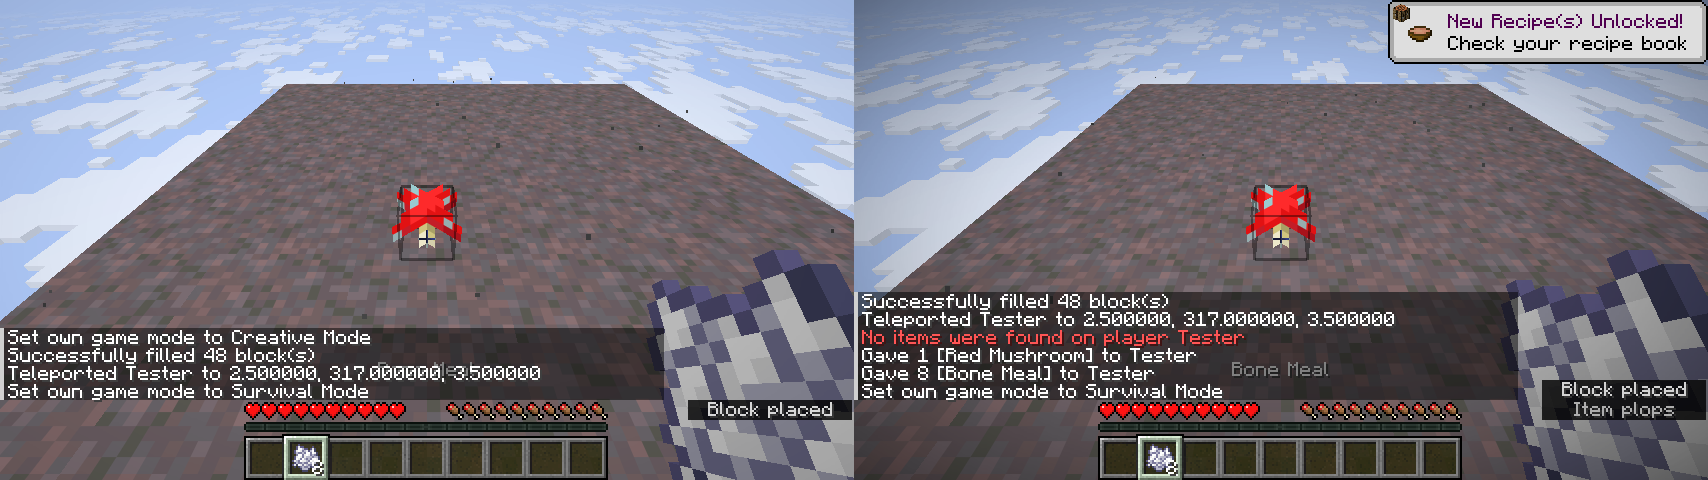 Set own game mode to Creative Mode
Successfully filled 48 block(s)
Teleported Tester to 2.500000, 317.000000, 3.500000
Set own game mode to Survival Mode
Block placed
8
New Recipe(s) Unlocked!
Check your recipe book
Successfully filled 48 block(s)
Teleported Tester to 2.500000, 317.000000, 3.500000
No items were found on player Tester
Gave 1 [Red Mushroom] to Tester
Gave 8 [Bone Meal] to Tester
Bone Meal
Set own game mode to Survival Mode
Block placed
Item plops
8